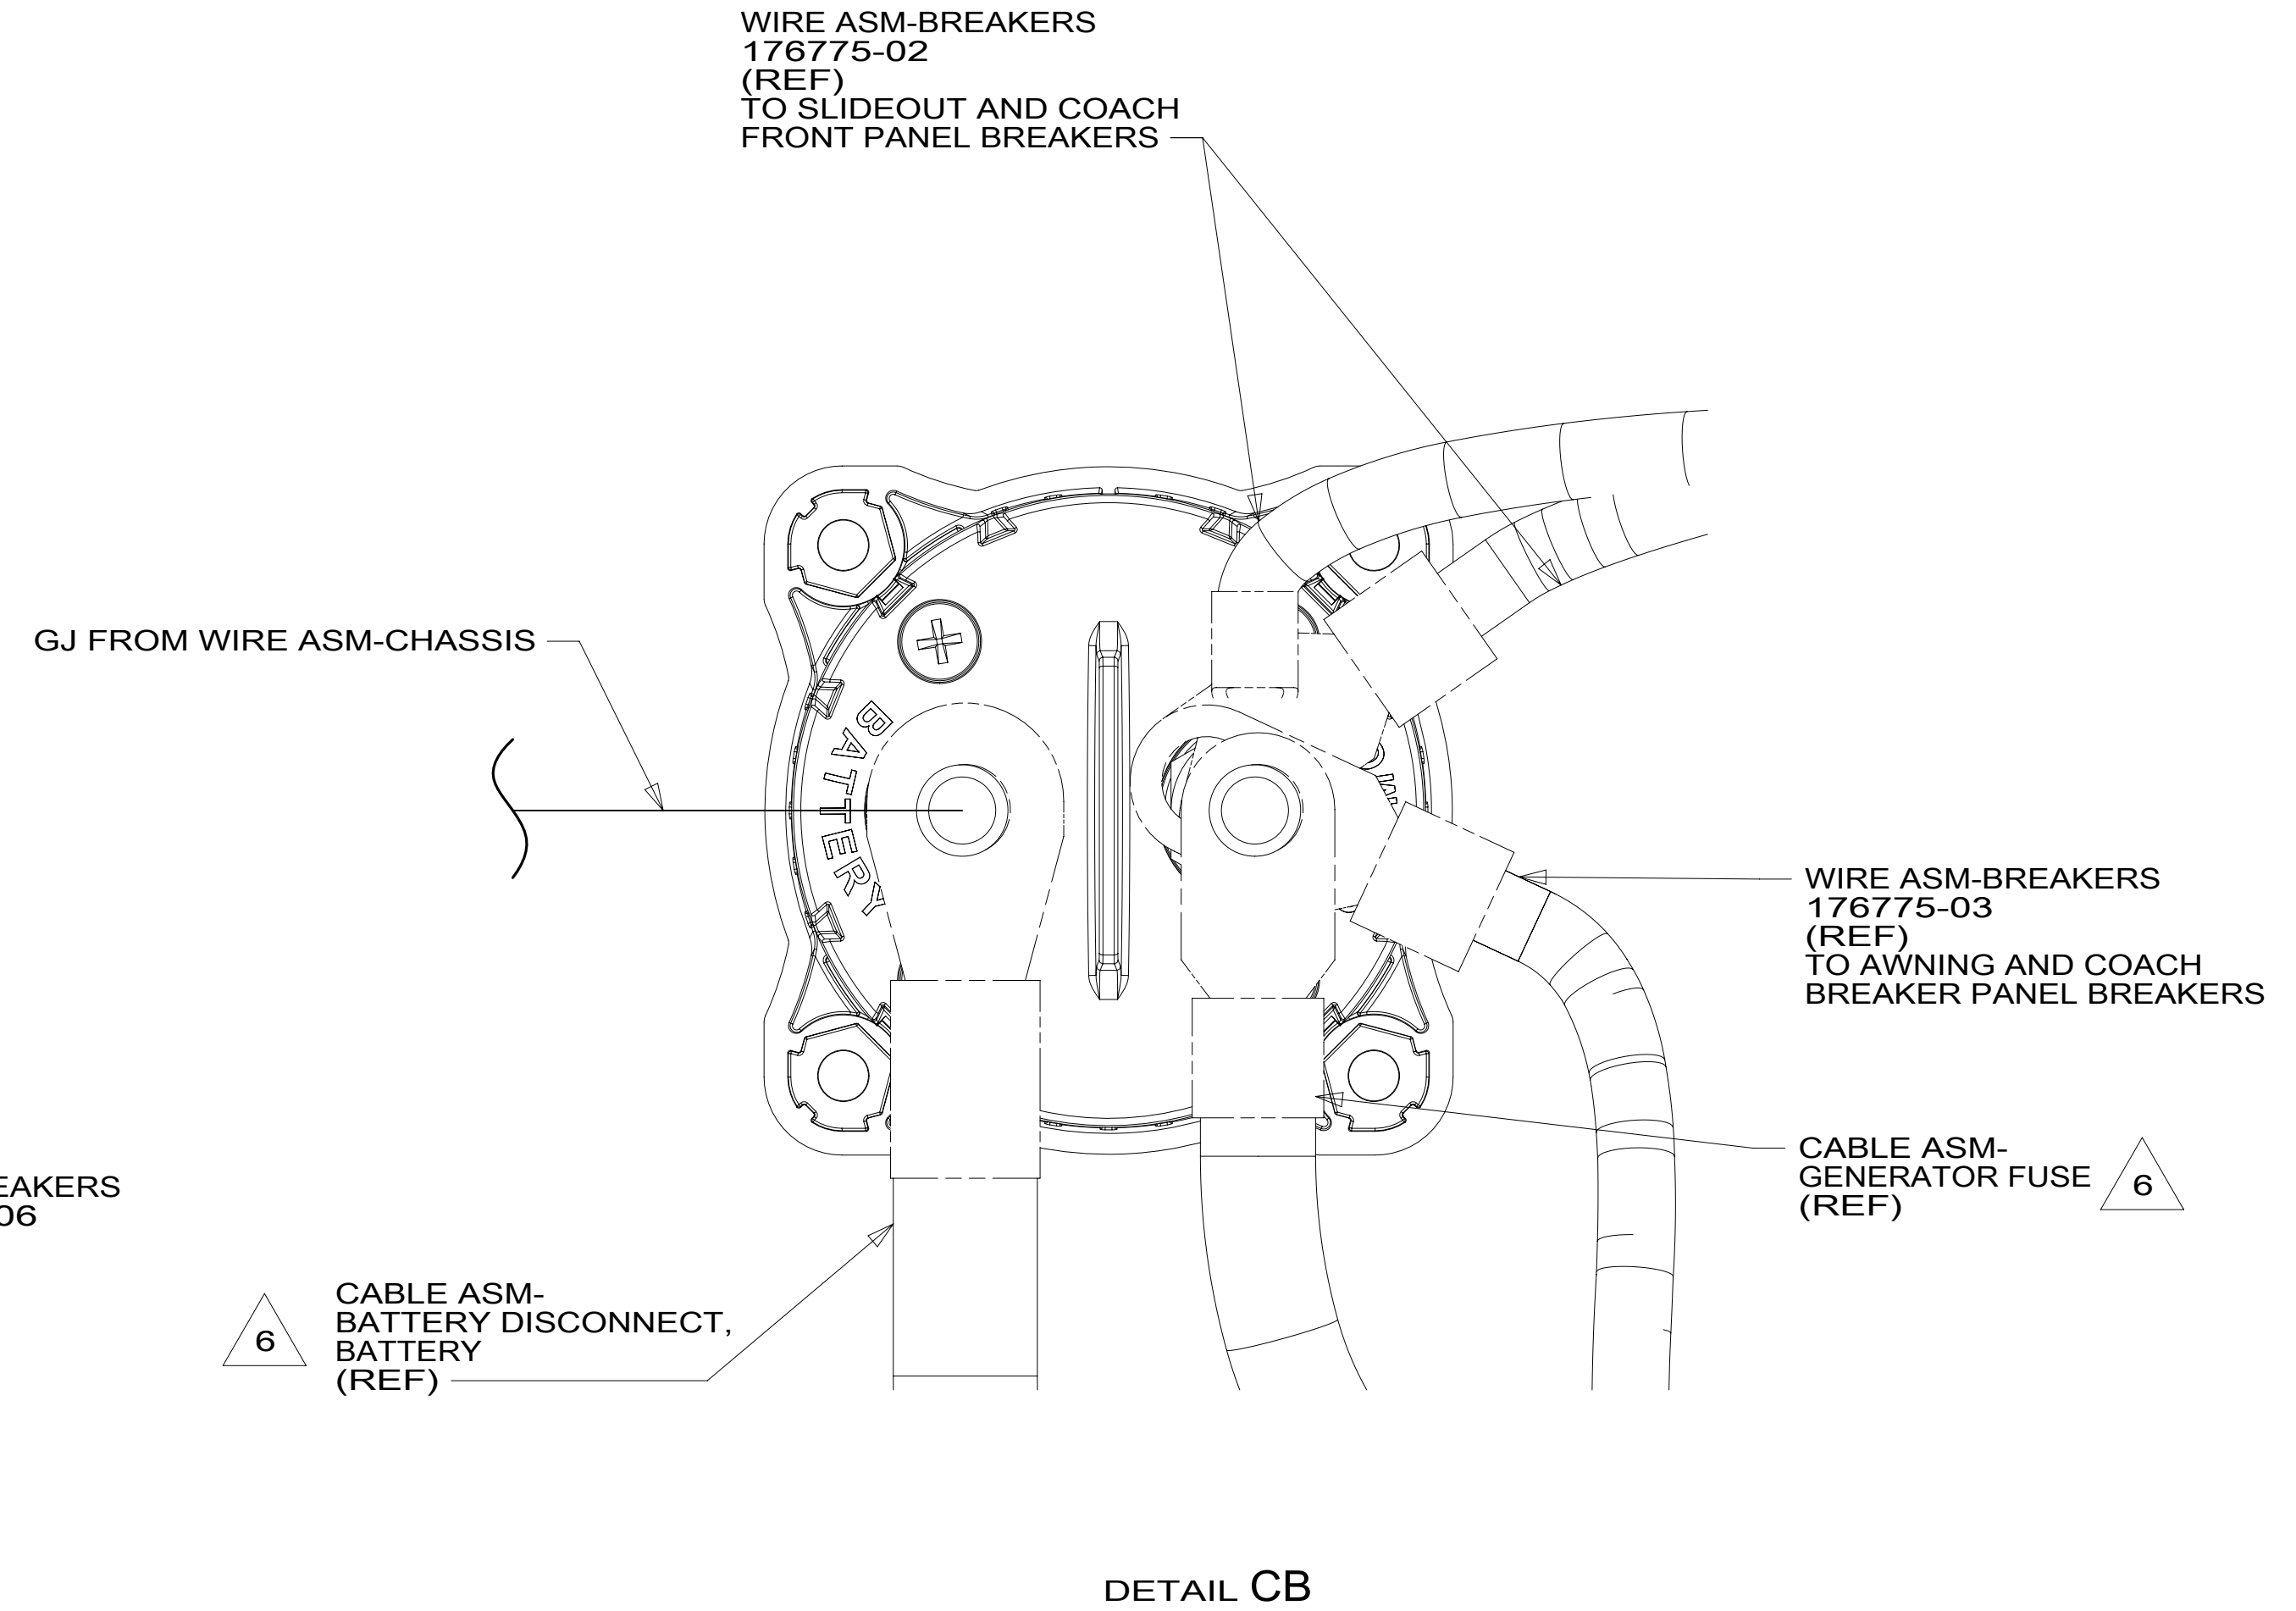 WIRE ASM-BREAKERS
176775-02
(REF)
TO SLIDEOUT AND COACH
FRONT PANEL BREAKERS
GJ FROM WIRE ASM-CHASSIS
BATTERY
WIRE ASM-BREAKERS
176775-03
(REF)
TO AWNING AND COACH
BREAKER PANEL BREAKERS
CABLE ASM-
GENERATOR FUSE
(REF)
6
EAKERS
06
6
CABLE ASM-
BATTERY DISCONNECT,
BATTERY
(REF)
DETAIL CB